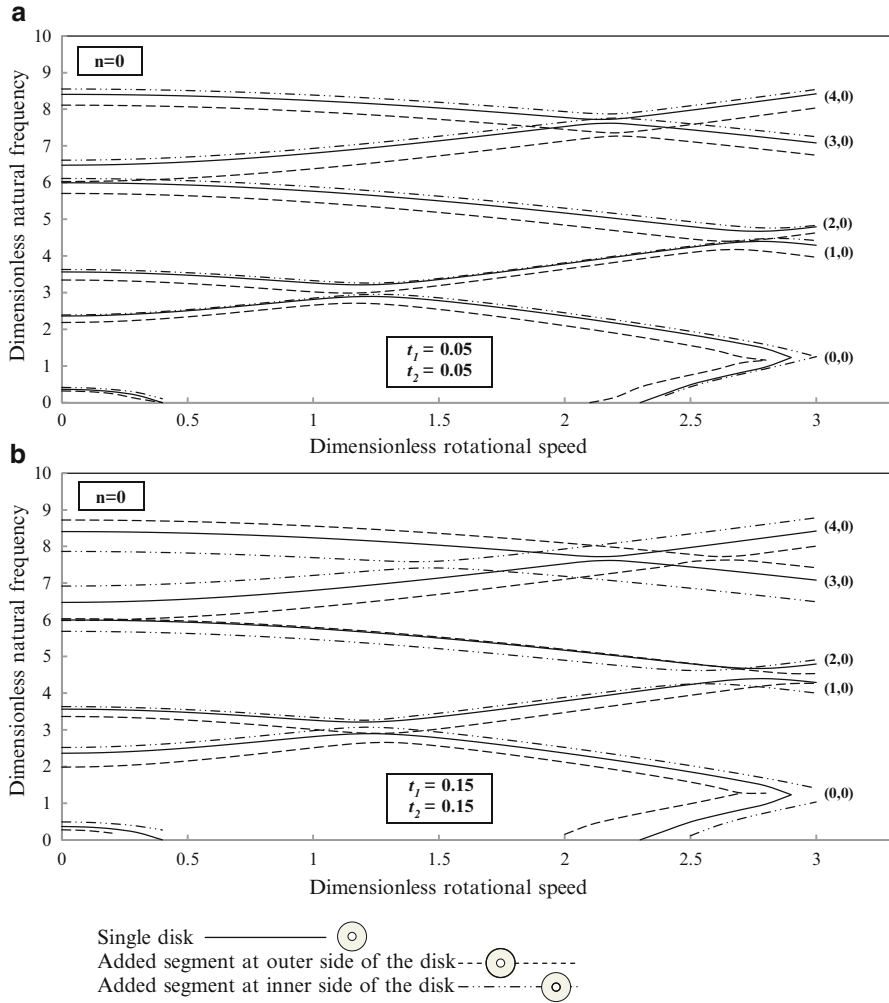 a
10
9
8
7
6
5
4
3
2
1
0
Dimensionless natural frequency
n=0
(4,0)
(3,0)
(2,0)
(1,0)
(0,0)
t1 = 0.05
t2 = 0.05
0 0.5 1 1.5 2 2.5 3
Dimensionless rotational speed
b
10
9
8
7
6
5
4
3
2
1
0
Dimensionless natural frequency
n=0
(4,0)
(3,0)
(2,0)
(1,0)
(0,0)
t1 = 0.15
t2 = 0.15
0 0.5 1 1.5 2 2.5 3
Dimensionless rotational speed
Single disk
Added segment at outer side of the disk
Added segment at inner side of the disk